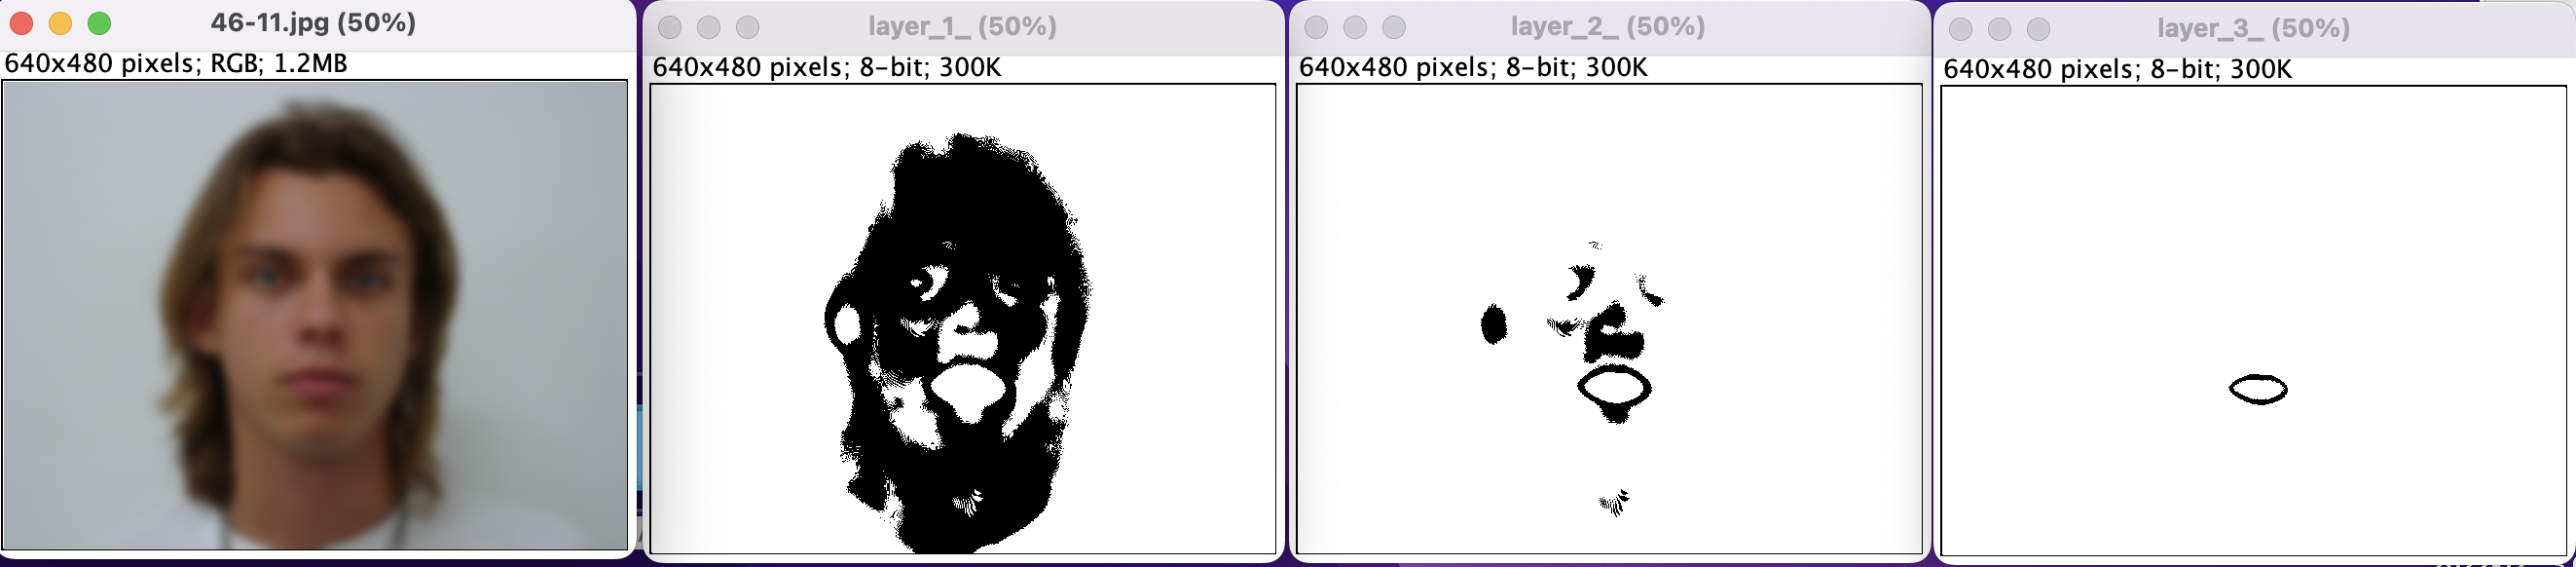 46-11.jpg (50%)
640x480 pixels; RGB; 1.2MB
layer_1_ (50%)
640x480 pixels; 8-bit; 300K
layer_2_ (50%)
640x480 pixels; 8-bit; 300K
layer_3_ (50%)
640x480 pixels; 8-bit; 300K